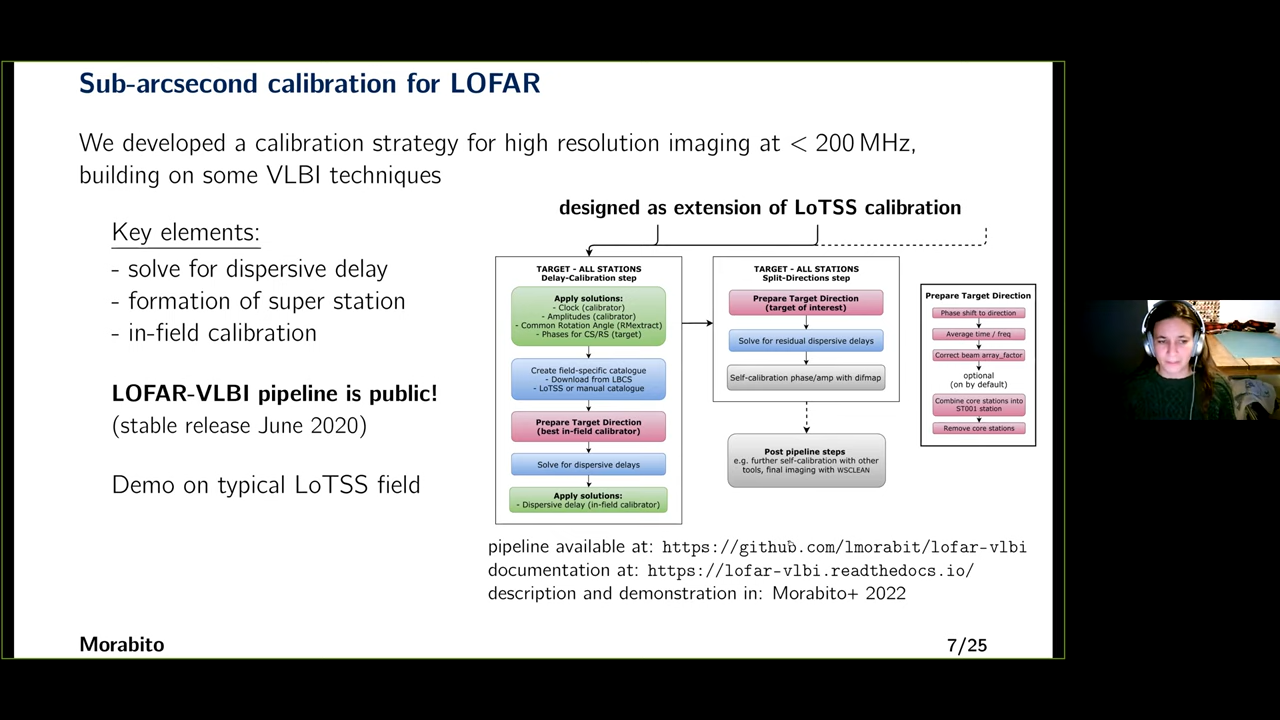 Sub-arcsecond calibration for LOFAR
We developed a calibration strategy for high resolution imaging at < 200 MHz,
building on some VLBI techniques
Key elements:
- solve for dispersive delay
- formation of super station
- in-field calibration
LOFAR-VLBI pipeline is public!
(stable release June 2020)
Demo on typical LoTSS field
designed as extension of LoTSS calibration
TARGET - ALL STATIONS
Delay-Calibration step
Apply solutions:
- Clock (calibrator)
- Amplitudes (calibrator)
- Common Rotation Angle (RMextract)
- Phases for CS/RS (target)
Create field-specific catalogue
- Download from LBCS
- LoTSS or manual catalogue
Prepare Target Direction
(best in-field calibrator)
Solve for dispersive delays
Apply solutions:
- Dispersive delay (in-field calibrator)
TARGET - ALL STATIONS
Split-Directions step
Prepare Target Direction
(target of interest)
Solve for residual dispersive delays
Self-calibration phase/amp with difmap
Post pipeline steps
e.g. further self-calibration with other
tools, final imaging with WSCLEAN
Prepare Target Direction
Phase shift to direction
Average time / freq
Correct beam array_factor
optional
(on by default)
Combine core stations into
ST001 station
Remove core stations
pipeline available at: https://github.com/lmorabit/lofar-vlbi
documentation at: https://lofar-vlbi.readthedocs.io/
description and demonstration in: Morabito+ 2022
Morabito
7/25